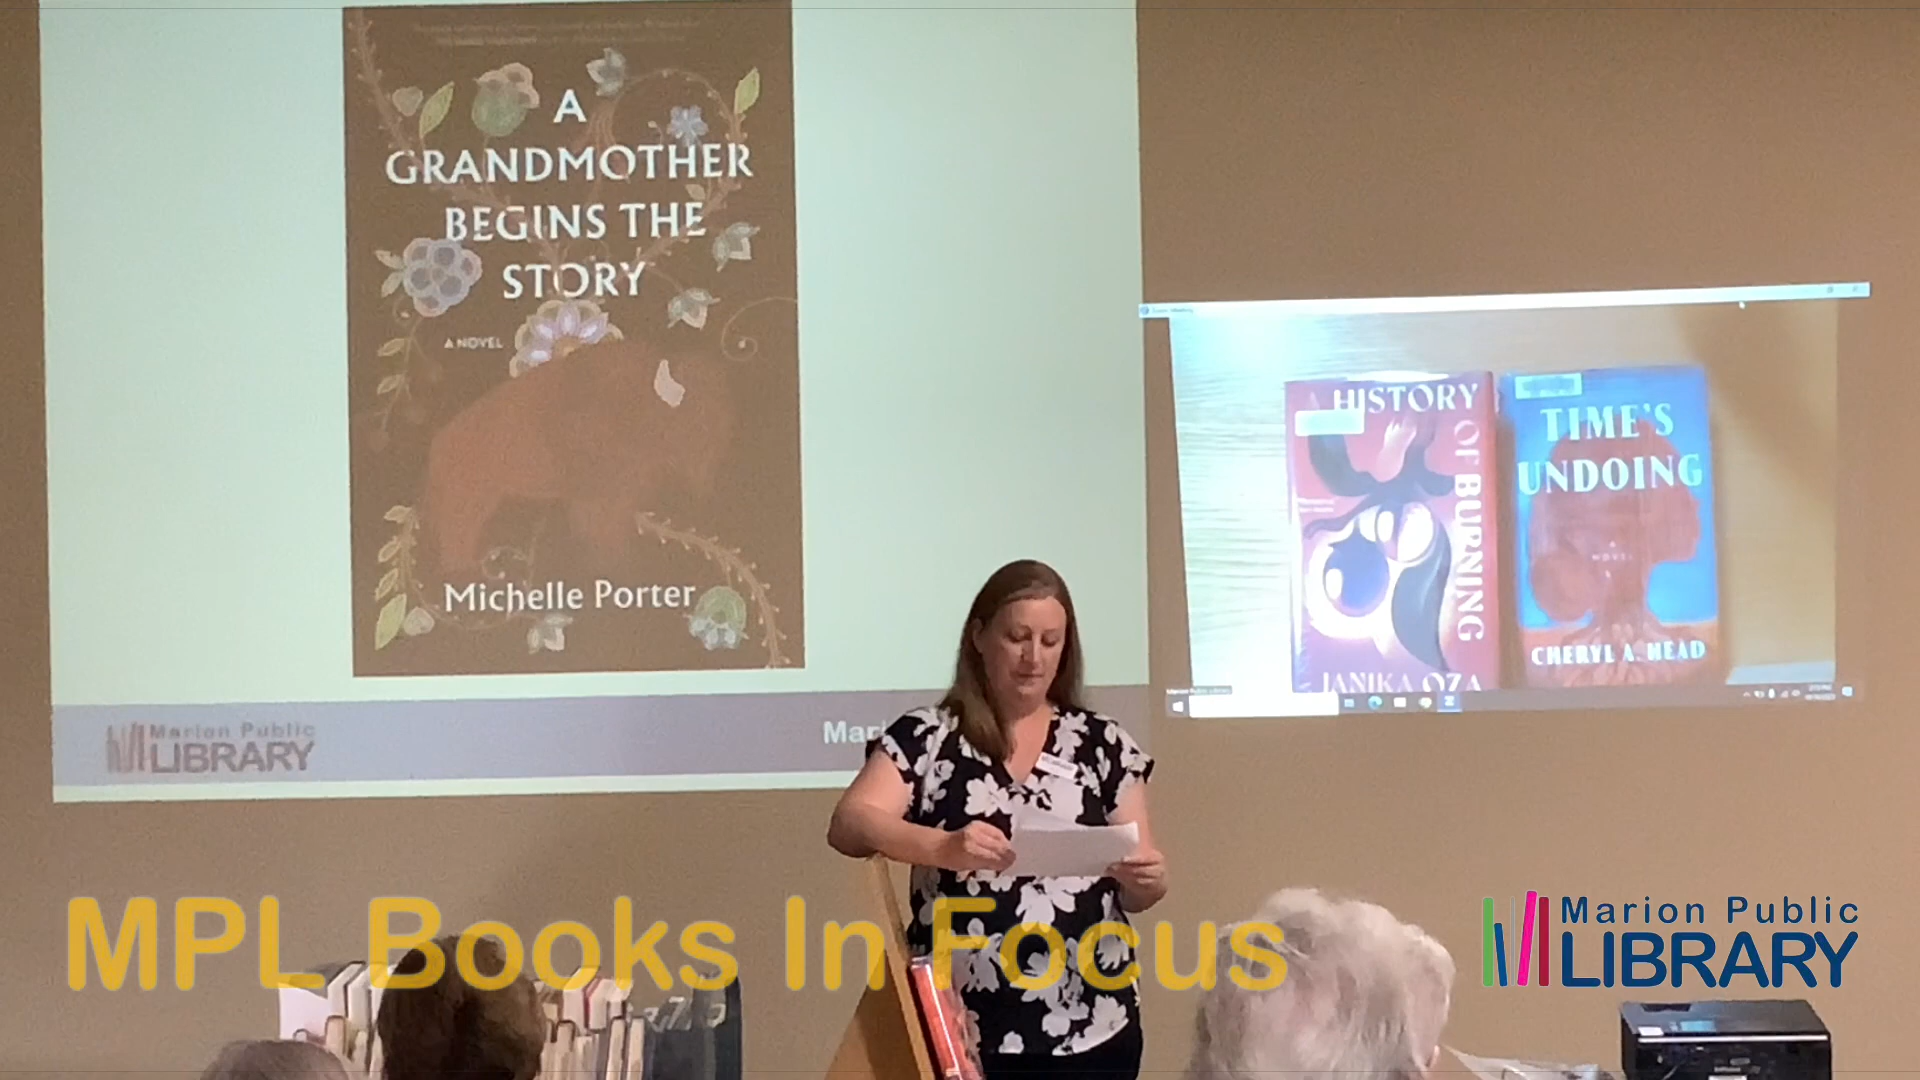 A
GRANDMOTHER
BEGINS THE
STORY
A NOVEL
Michelle Porter
Marion Public
LIBRARY
A HISTORY
OF BURNING
JANIKA OZA
TIME'S
UNDOING
A
NOVEL
CHERYL A. HEAD
MPL Books In Focus
Marion Public
LIBRARY